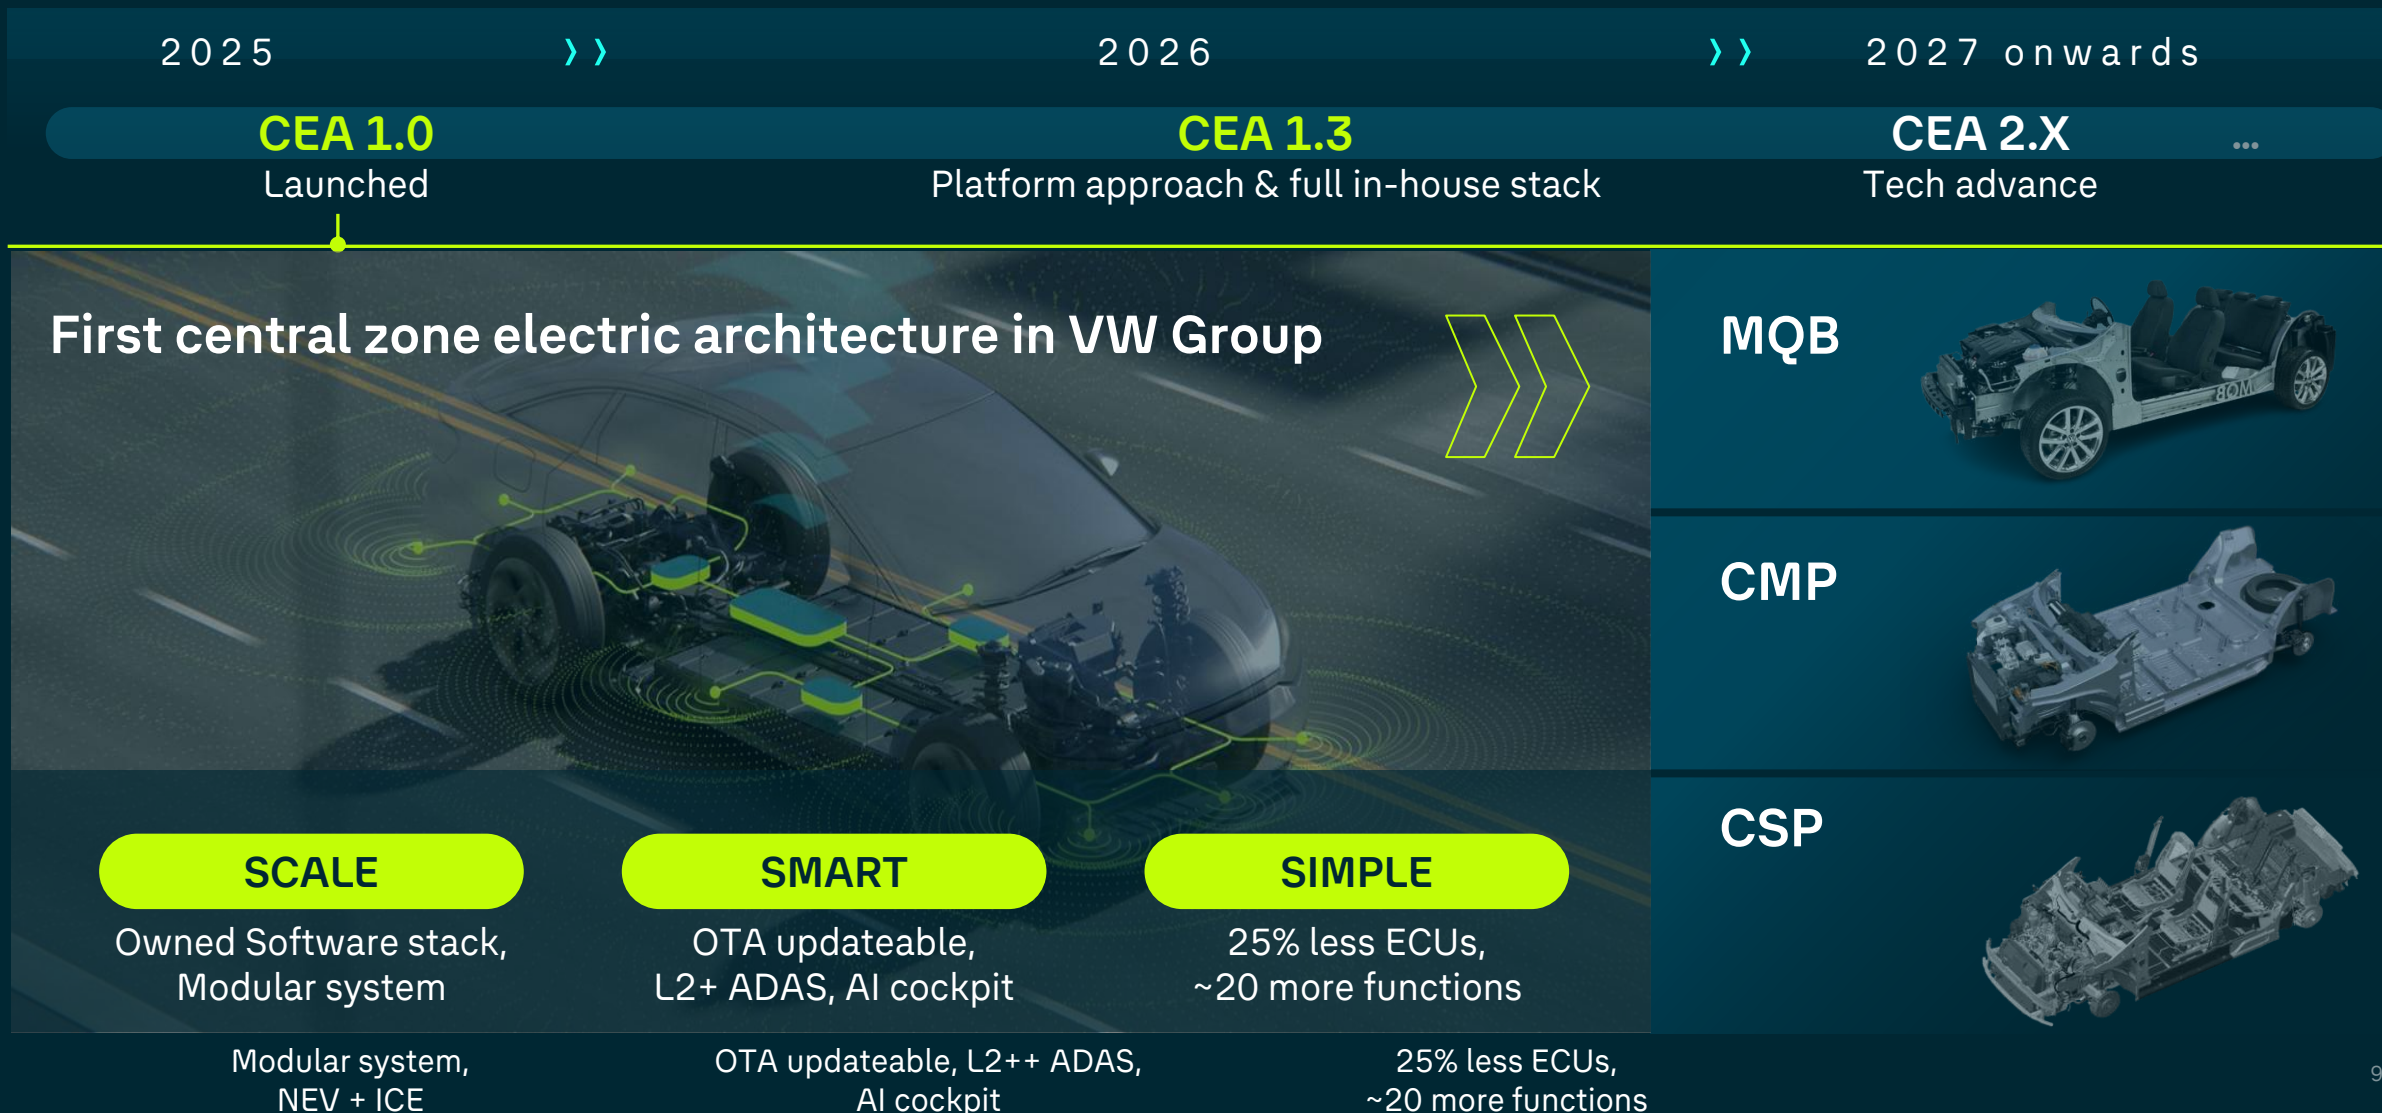 2025
››
2026
››
2027 onwards
CEA 1.0
CEA 1.3
CEA 2.X
...
Launched
Platform approach & full in-house stack
Tech advance
First central zone electric architecture in VW Group
MQB
MQB
CMP
CSP
SCALE
SMART
SIMPLE
Owned Software stack,
Modular system
OTA updateable,
L2+ ADAS, AI cockpit
25% less ECUs,
~20 more functions
Modular system,
NEV + ICE
OTA updateable, L2++ ADAS,
AI cockpit
25% less ECUs,
~20 more functions
9